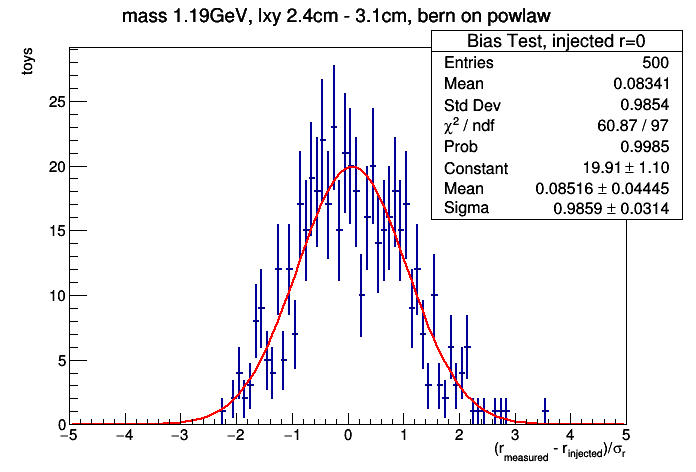 mass 1.19GeV, lxy 2.4cm - 3.1cm, bern on powlaw
Bias Test, injected r=0
Entries 500
Mean 0.08341
Std Dev 0.9854
χ² / ndf 60.87 / 97
Prob 0.9985
Constant 19.91 ± 1.10
Mean 0.08516 ± 0.04445
Sigma 0.9859 ± 0.0314
toys
25
20
15
10
5
0
−5 −4 −3 −2 −1 0 1 2 3 4 5
(r_measured - r_injected)/σ_r